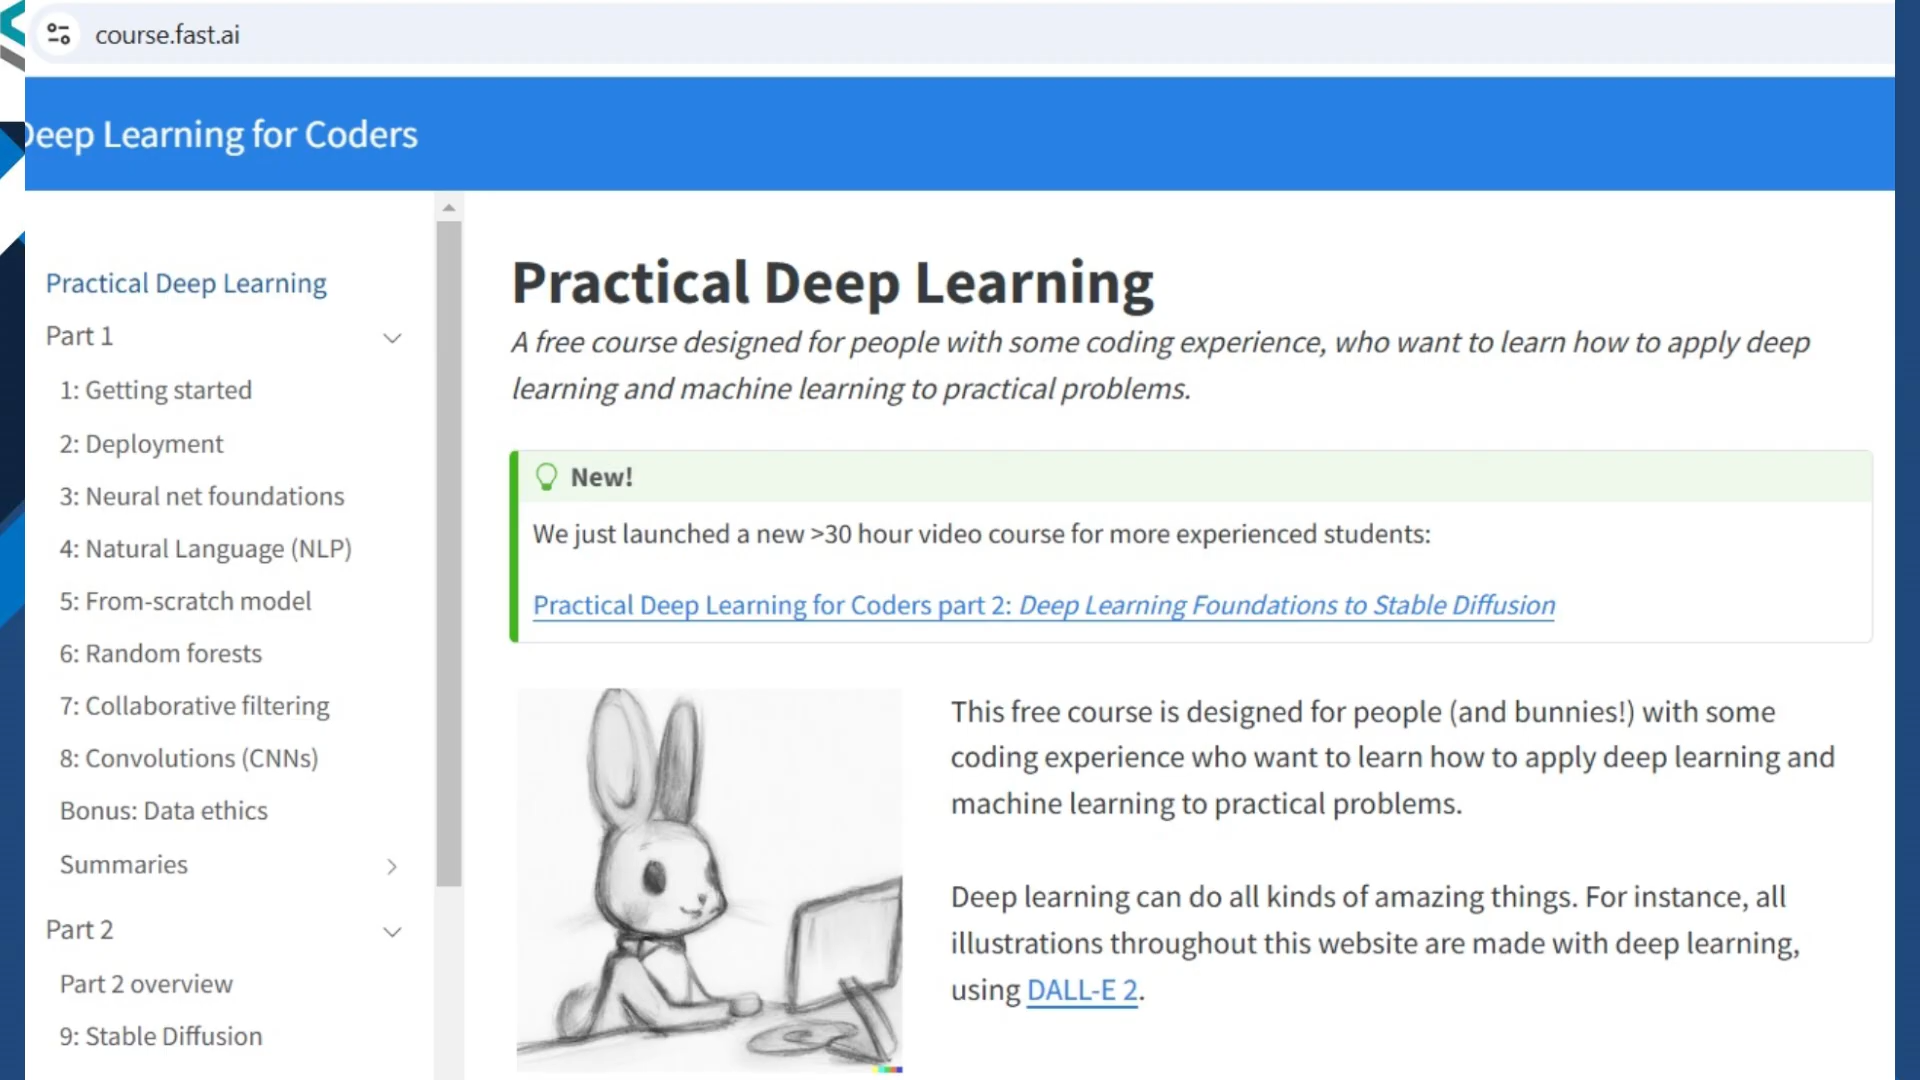 course.fast.ai
Deep Learning for Coders
Practical Deep Learning
Part 1
1: Getting started
2: Deployment
3: Neural net foundations
4: Natural Language (NLP)
5: From-scratch model
6: Random forests
7: Collaborative filtering
8: Convolutions (CNNs)
Bonus: Data ethics
Summaries
Part 2
Part 2 overview
9: Stable Diffusion
Practical Deep Learning
A free course designed for people with some coding experience, who want to learn how to apply deep
learning and machine learning to practical problems.
New!
We just launched a new >30 hour video course for more experienced students:
Practical Deep Learning for Coders part 2: Deep Learning Foundations to Stable Diffusion
This free course is designed for people (and bunnies!) with some
coding experience who want to learn how to apply deep learning and
machine learning to practical problems.
Deep learning can do all kinds of amazing things. For instance, all
illustrations throughout this website are made with deep learning,
using DALL-E 2.